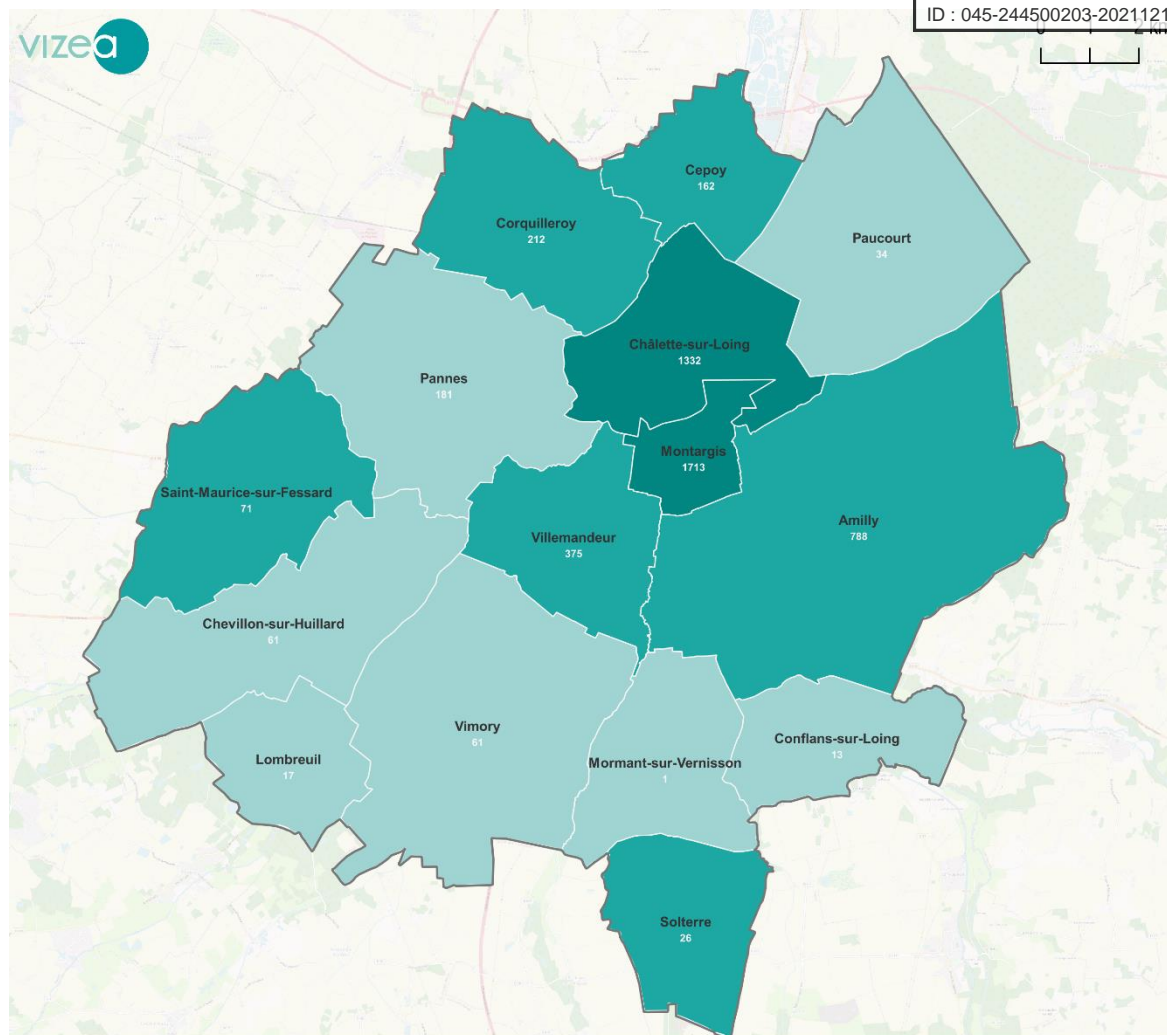 ID : 045-244500203-20211121
0 1 2 km
vizea
Cepoy
162
Corquilleroy
212
Paucourt
34
Châlette-sur-Loing
1332
Pannes
181
Montargis
1713
Saint-Maurice-sur-Fessard
71
Amilly
788
Villemandeur
375
Chevillon-sur-Huillard
61
Vimory
61
Conflans-sur-Loing
13
Lombreuil
17
Mormant-sur-Vernisson
1
Solterre
26